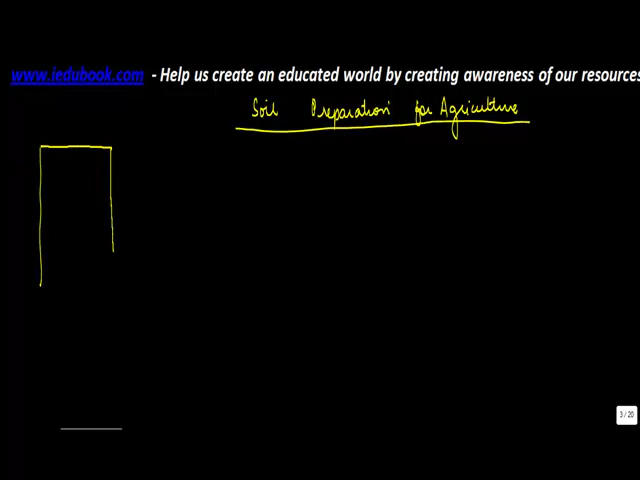 www.iedubook.com - Help us create an educated world by creating awareness of our resources
Soil Preparation for Agriculture
3 / 20